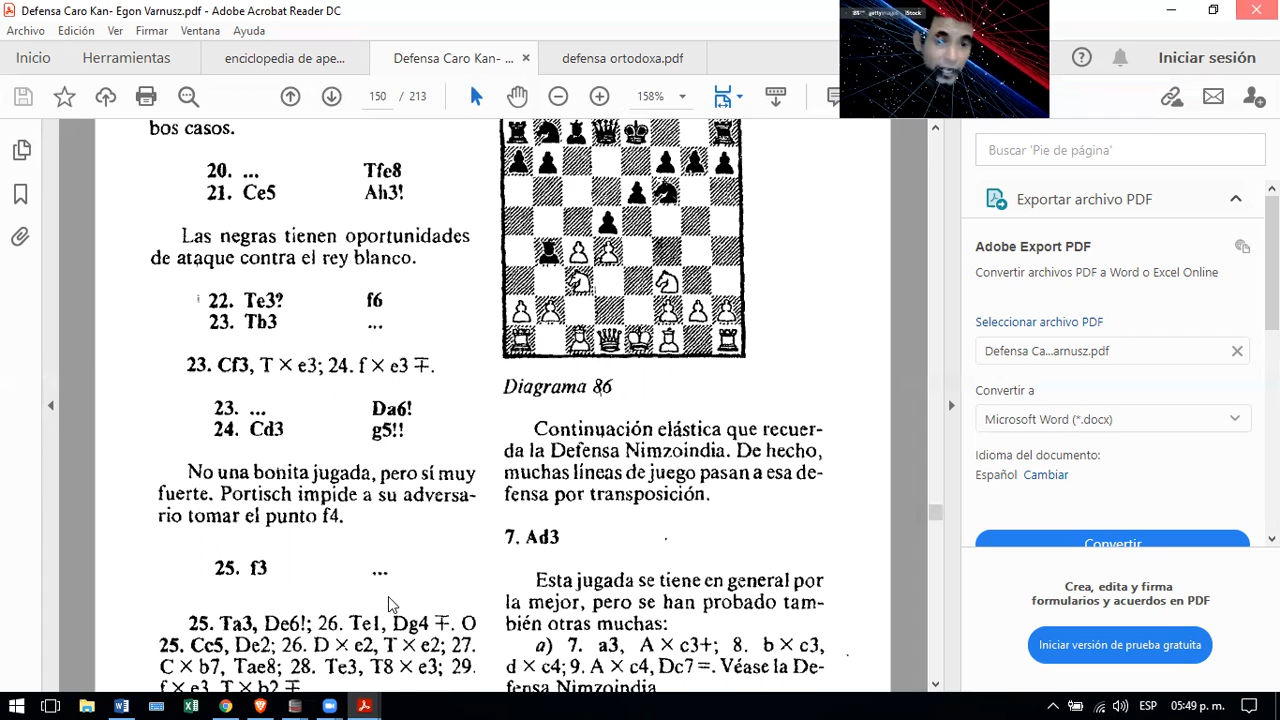 Defensa Caro Kan- Egon Varnusz.pdf - Adobe Acrobat Reader DC
Archivo Edición Ver Firmar Ventana Ayuda
Inicio Herramientas enciclopedia de ape... Defensa Caro Kan- ... defensa ortodoxa.pdf Iniciar sesión
150 / 213 158%
bos casos.
20. ... Tfe8
21. Ce5 Ah3!
Las negras tienen oportunidades
de ataque contra el rey blanco.
22. Te3? f6
23. Tb3 ...
23. Cf3, T × e3; 24. f × e3 ∓.
23. ... Da6!
24. Cd3 g5!!
No una bonita jugada, pero sí muy
fuerte. Portisch impide a su adversa-
rio tomar el punto f4.
25. f3 ...
25. Ta3, De6!; 26. Te1, Dg4 ∓. O
25. Cc5, De2; 26. D × e2, T × e2; 27.
C × b7, Tae8; 28. Te3, T8 × e3; 29.
f × e3, T × b2 ∓
Diagrama 86
Continuación elástica que recuer-
da la Defensa Nimzoindia. De hecho,
muchas líneas de juego pasan a esa de-
fensa por transposición.
7. Ad3
Esta jugada se tiene en general por
la mejor, pero se han probado tam-
bién otras muchas:
a) 7. a3, A × c3+; 8. b × c3,
d × c4; 9. A × c4, Dc7 =. Véase la De-
fensa Nimzoindia
gettyimages iStock
Buscar 'Pie de página'
Exportar archivo PDF
Adobe Export PDF
Convertir archivos PDF a Word o Excel Online
Seleccionar archivo PDF
Defensa Ca...arnusz.pdf
Convertir a
Microsoft Word (*.docx)
Idioma del documento:
Español Cambiar
Convertir
Crea, edita y firma
formularios y acuerdos en PDF
Iniciar versión de prueba gratuita
ESP 05:49 p. m.